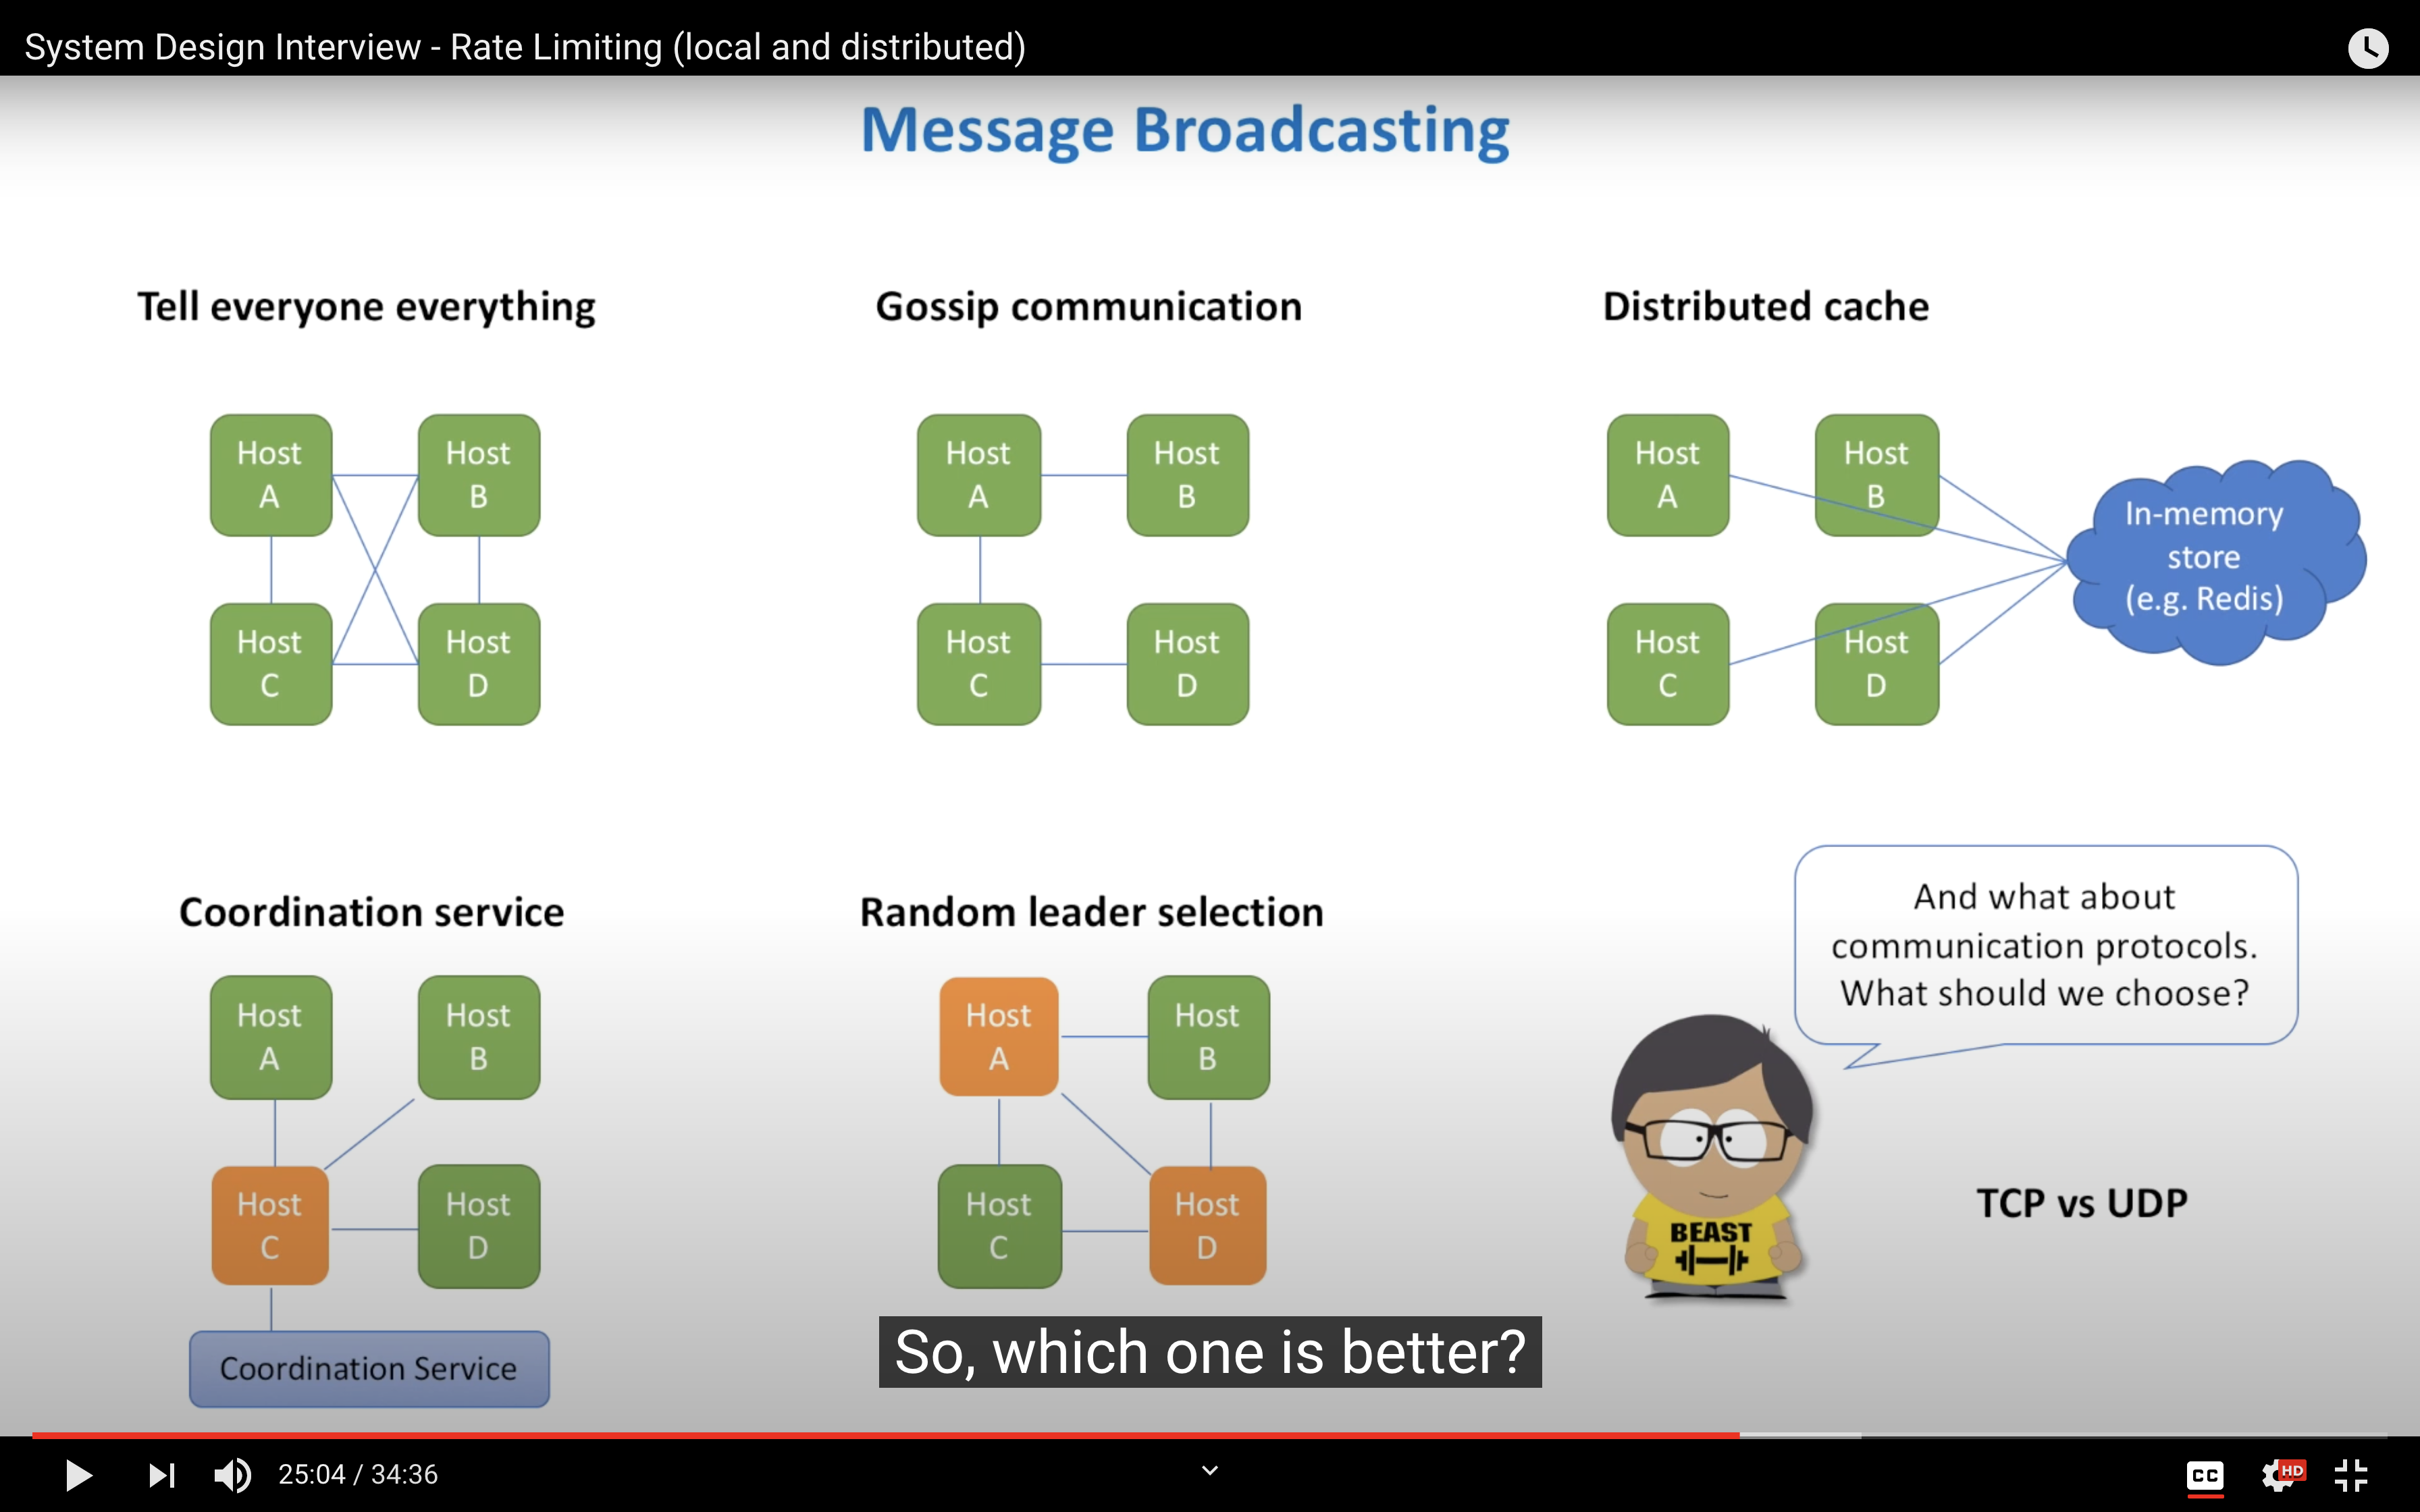 System Design Interview - Rate Limiting (local and distributed)
Message Broadcasting
Tell everyone everything
Host
A
Host
B
Host
C
Host
D
Gossip communication
Host
A
Host
B
Host
C
Host
D
Distributed cache
Host
A
Host
B
Host
C
Host
D
In-memory
store
(e.g. Redis)
Coordination service
Host
A
Host
B
Host
C
Host
D
Coordination Service
Random leader selection
Host
A
Host
B
Host
C
Host
D
And what about
communication protocols.
What should we choose?
BEAST
TCP vs UDP
So, which one is better?
25:04 / 34:36
CC
HD